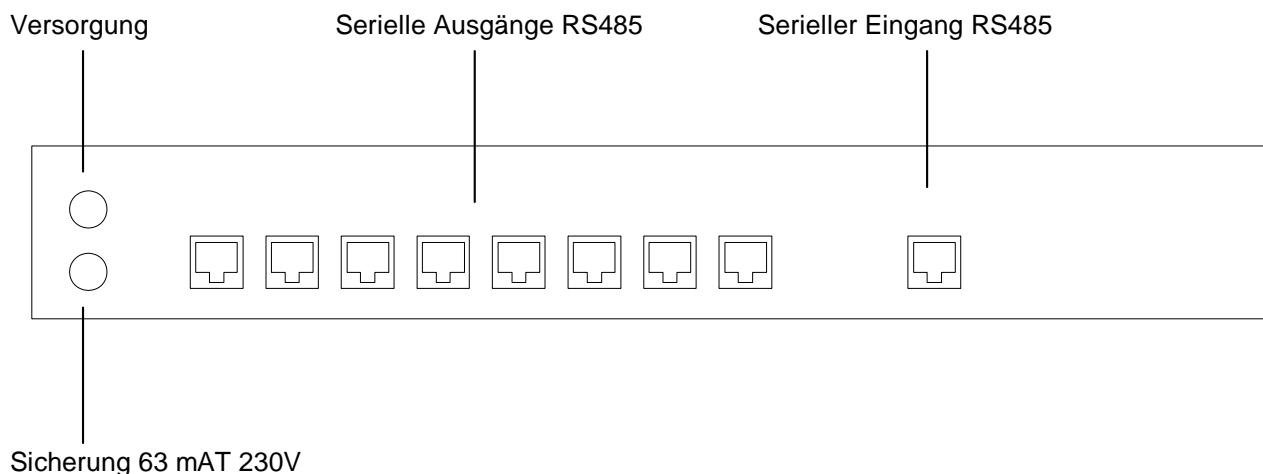 Versorgung
Serielle Ausgänge RS485
Serieller Eingang RS485
Sicherung 63 mAT 230V